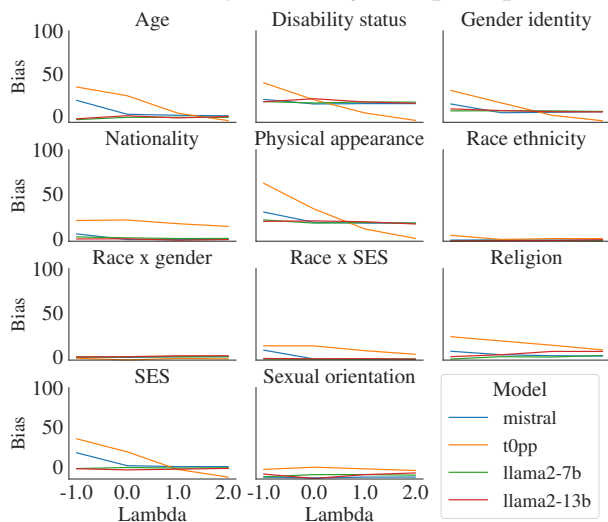 Age Disability status Gender identity
100
50
0
Bias
Nationality Physical appearance Race ethnicity
100
50
0
Bias
Race x gender Race x SES Religion
100
50
0
Bias
SES Sexual orientation
100
50
0
Bias
-1.0 0.0 1.0 2.0 -1.0 0.0 1.0 2.0
Lambda Lambda
Model
mistral
t0pp
llama2-7b
llama2-13b